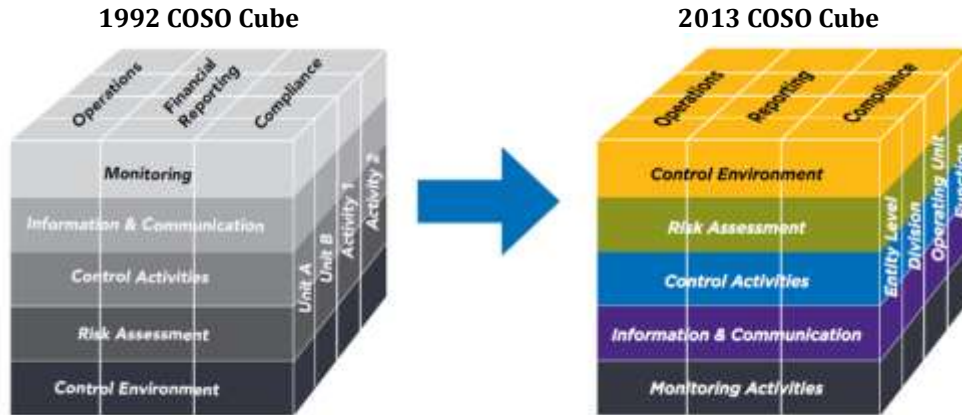 1992 COSO Cube
2013 COSO Cube
Operations
Financial
Reporting
Compliance
Monitoring
Information & Communication
Control Activities
Risk Assessment
Control Environment
Unit A
Unit B
Activity 1
Activity 2
Operations
Reporting
Compliance
Control Environment
Risk Assessment
Control Activities
Information & Communication
Monitoring Activities
Entity Level
Division
Operating Unit
Function